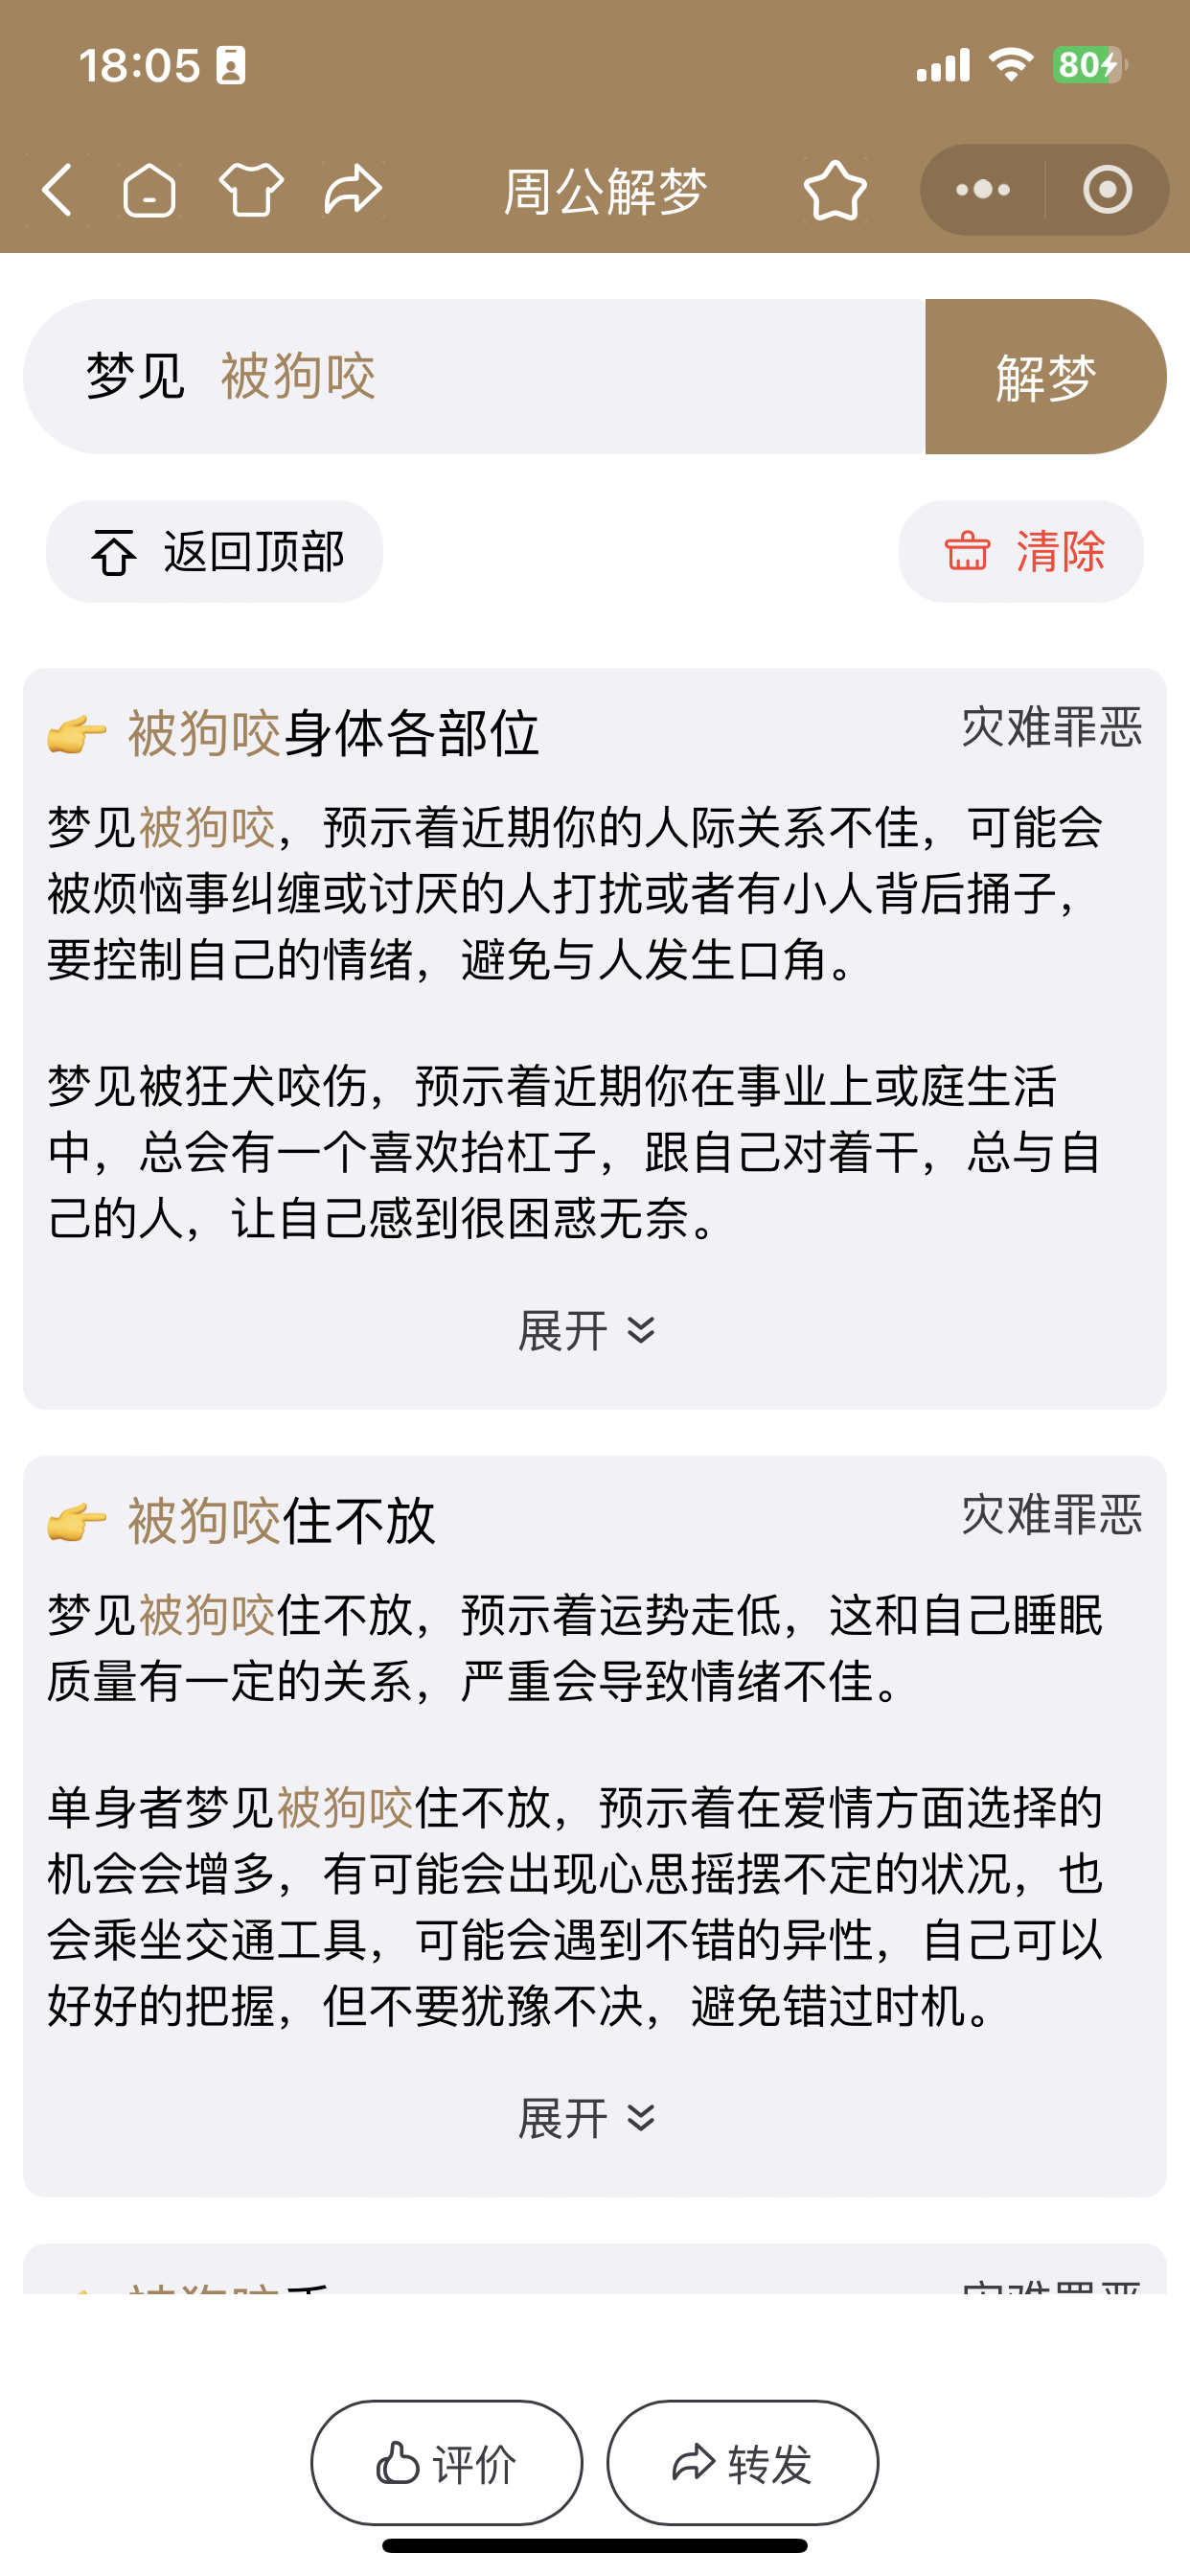 18:05
80
周公解梦
梦见 被狗咬
解梦
返回顶部
清除
被狗咬身体各部位
灾难罪恶
梦见被狗咬，预示着近期你的人际关系不佳，可能会
被烦恼事纠缠或讨厌的人打扰或者有小人背后捅子，
要控制自己的情绪，避免与人发生口角。
梦见被狂犬咬伤，预示着近期你在事业上或庭生活
中，总会有一个喜欢抬杠子，跟自己对着干，总与自
己的人，让自己感到很困惑无奈。
展开
被狗咬住不放
灾难罪恶
梦见被狗咬住不放，预示着运势走低，这和自己睡眠
质量有一定的关系，严重会导致情绪不佳。
单身者梦见被狗咬住不放，预示着在爱情方面选择的
机会会增多，有可能会出现心思摇摆不定的状况，也
会乘坐交通工具，可能会遇到不错的异性，自己可以
好好的把握，但不要犹豫不决，避免错过时机。
展开
被狗咬
灾难罪恶
评价
转发